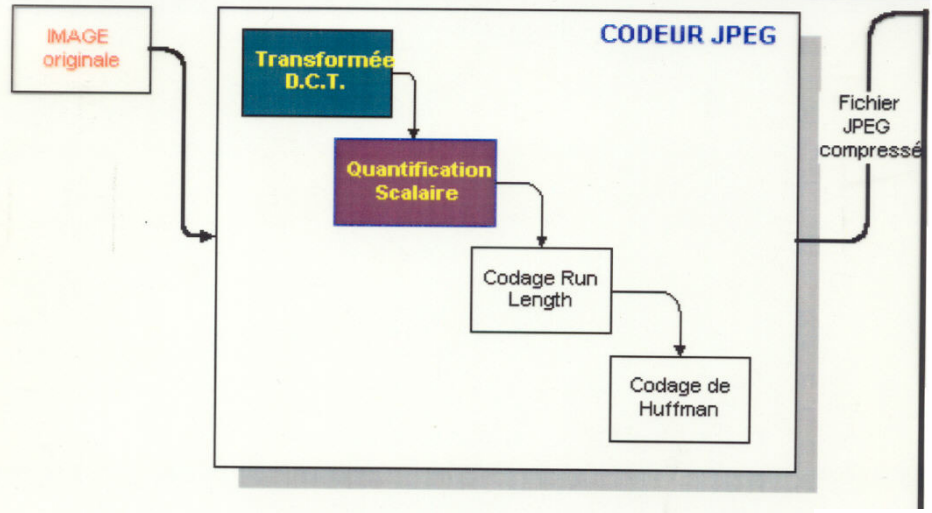 IMAGE
originale
CODEUR JPEG
Transformée
D.C.T.
Quantification
Scalaire
Codage Run
Length
Codage de
Huffman
Fichier
JPEG
compressé